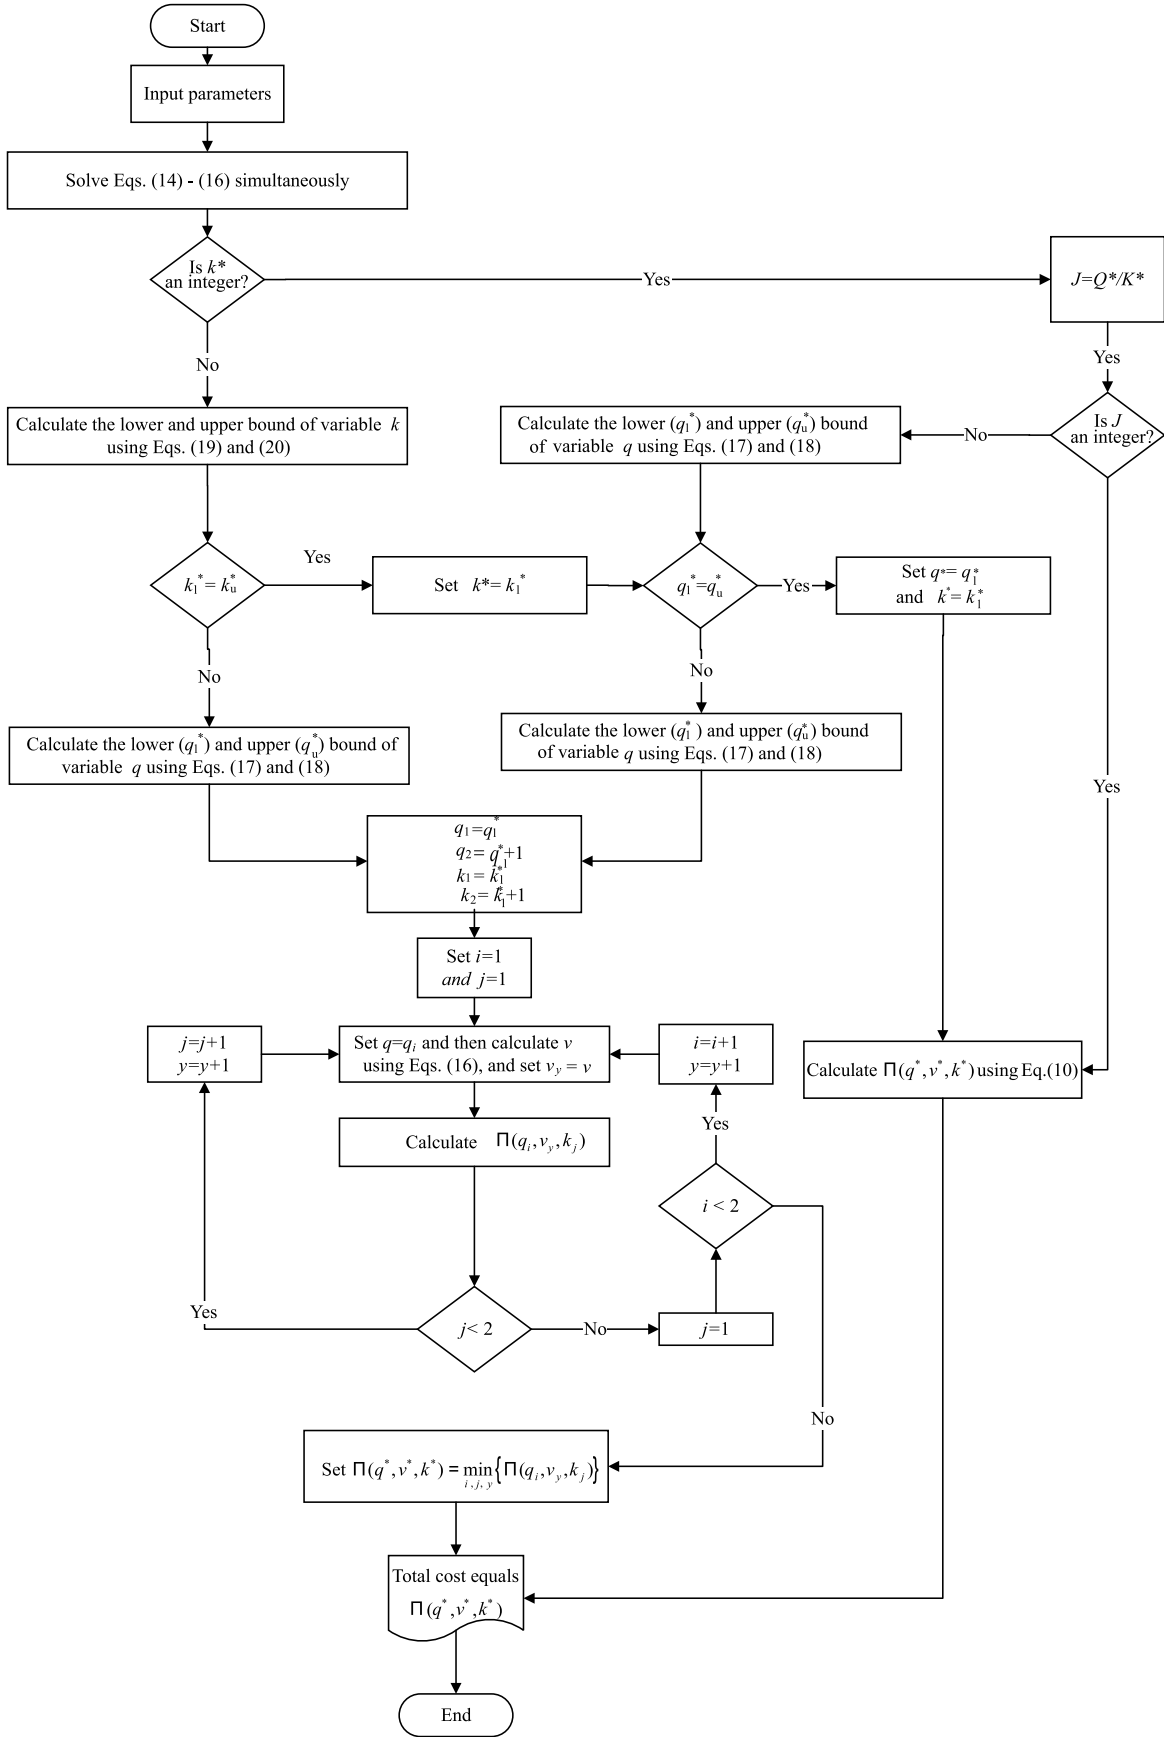 Start
Input parameters
Solve Eqs. (14) - (16) simultaneously
Is k*
an integer?
Yes
J=Q*/K*
No
Yes
Calculate the lower and upper bound of variable k
using Eqs. (19) and (20)
Calculate the lower (q_l^*) and upper (q_u^*) bound
of variable q using Eqs. (17) and (18)
No
Is J
an integer?
k_l^* = k_u^*
Yes
Set k*= k_l^*
q_l^*=q_u^*
Yes
Set q*= q_l^*
and k^*= k_l^*
No
No
Calculate the lower (q_l^*) and upper (q_u^*) bound of
variable q using Eqs. (17) and (18)
Calculate the lower (q_l^*) and upper (q_u^*) bound
of variable q using Eqs. (17) and (18)
Yes
q_1=q_l^*
q_2= q_l^*+1
k_1= k_l^*
k_2= k_l^*+1
Set i=1
and j=1
j=j+1
y=y+1
Set q=q_i and then calculate v
using Eqs. (16), and set v_y = v
i=i+1
y=y+1
Calculate Π(q^*,v^*,k^*) using Eq.(10)
Calculate Π(q_i,v_y,k_j)
Yes
i < 2
Yes
j< 2
No
j=1
No
Set Π(q^*,v^*,k^*) = min_{i,j,y}{Π(q_i,v_y,k_j)}
Total cost equals
Π(q^*,v^*,k^*)
End